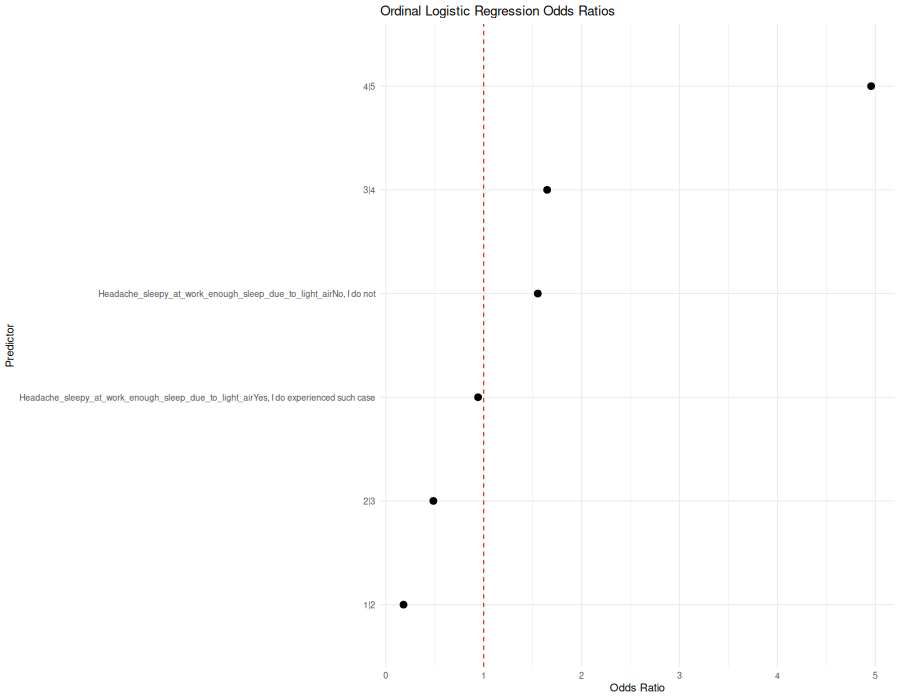 Ordinal Logistic Regression Odds Ratios
4|5
3|4
Headache_sleepy_at_work_enough_sleep_due_to_light_airNo, I do not
Predictor
Headache_sleepy_at_work_enough_sleep_due_to_light_airYes, I do experienced such case
2|3
1|2
0 1 2 3 4 5
Odds Ratio